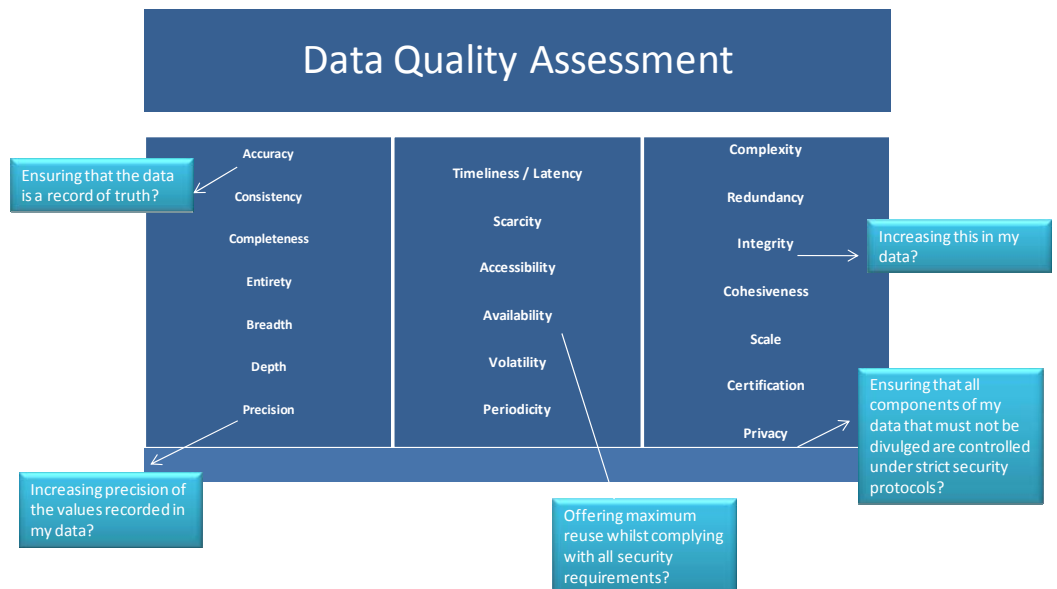 Data Quality Assessment
Accuracy
Consistency
Completeness
Entirety
Breadth
Depth
Precision
Timeliness / Latency
Scarcity
Accessibility
Availability
Volatility
Periodicity
Complexity
Redundancy
Integrity
Cohesiveness
Scale
Certification
Privacy
Ensuring that the data
is a record of truth?
Increasing precision of
the values recorded in
my data?
Offering maximum
reuse whilst complying
with all security
requirements?
Increasing this in my
data?
Ensuring that all
components of my
data that must not be
divulged are controlled
under strict security
protocols?